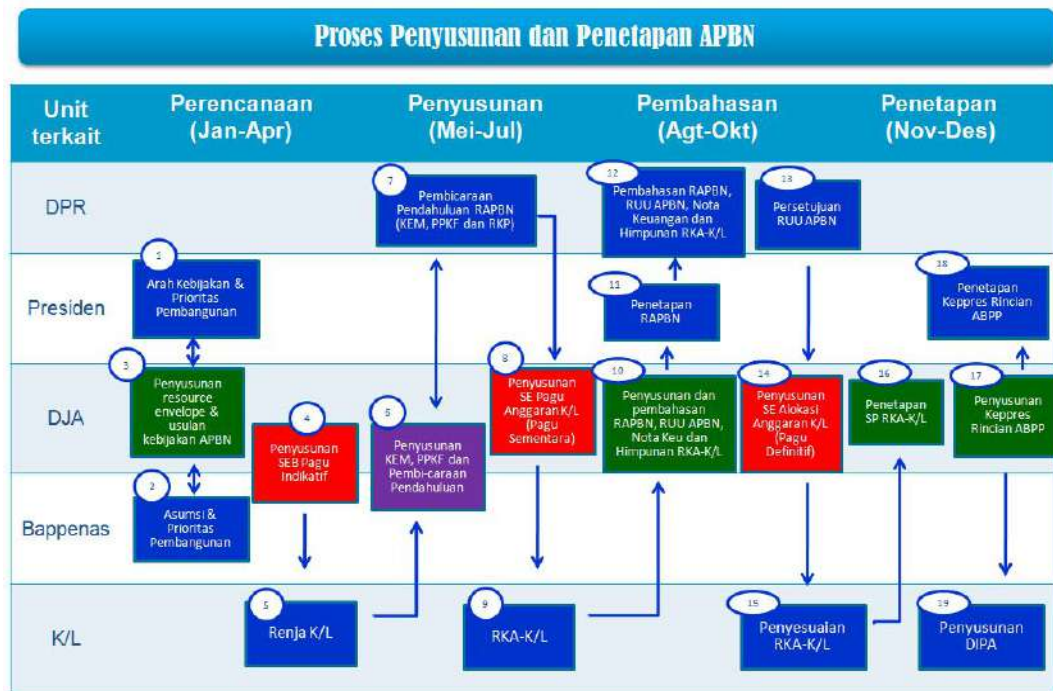 Proses Penyusunan dan Penetapan APBN
Unit
terkait
Perencanaan
(Jan-Apr)
Penyusunan
(Mei-Jul)
Pembahasan
(Agt-Okt)
Penetapan
(Nov-Des)
DPR
7
Pembicaraan
Pendahuluan RAPBN
(KEM, PPKF dan RKP)
12
Pembahasan RAPBN,
RUU APBN, Nota
Keuangan dan
Himpunan RKA-K/L
13
Persetujuan
RUU APBN
Presiden
1
Arah Kebijakan &
Prioritas
Pembangunan
11
Penetapan
RAPBN
18
Penetapan
Keppres Rincian
ABPP
DJA
3
Penyusunan
resource
envelope &
usulan
kebijakan APBN
4
Penyusunan
SEB Pagu
Indikatif
6
Penyusunan
KEM, PPKF dan
Pembi-caraan
Pendahuluan
8
Penyusunan
SE Pagu
Anggaran K/L
(Pagu
Sementara)
10
Penyusunan dan
pembahasan
RAPBN, RUU APBN,
Nota Keu dan
Himpunan RKA-K/L
14
Penyusunan
SE Alokasi
Anggaran K/L
(Pagu
Definitif)
16
Penetapan
SP RKA-K/L
17
Penyusunan
Keppres
Rincian ABPP
Bappenas
2
Asumsi &
Prioritas
Pembangunan
K/L
5
Renja K/L
9
RKA-K/L
15
Penyesuaian
RKA-K/L
19
Penyusunan
DIPA